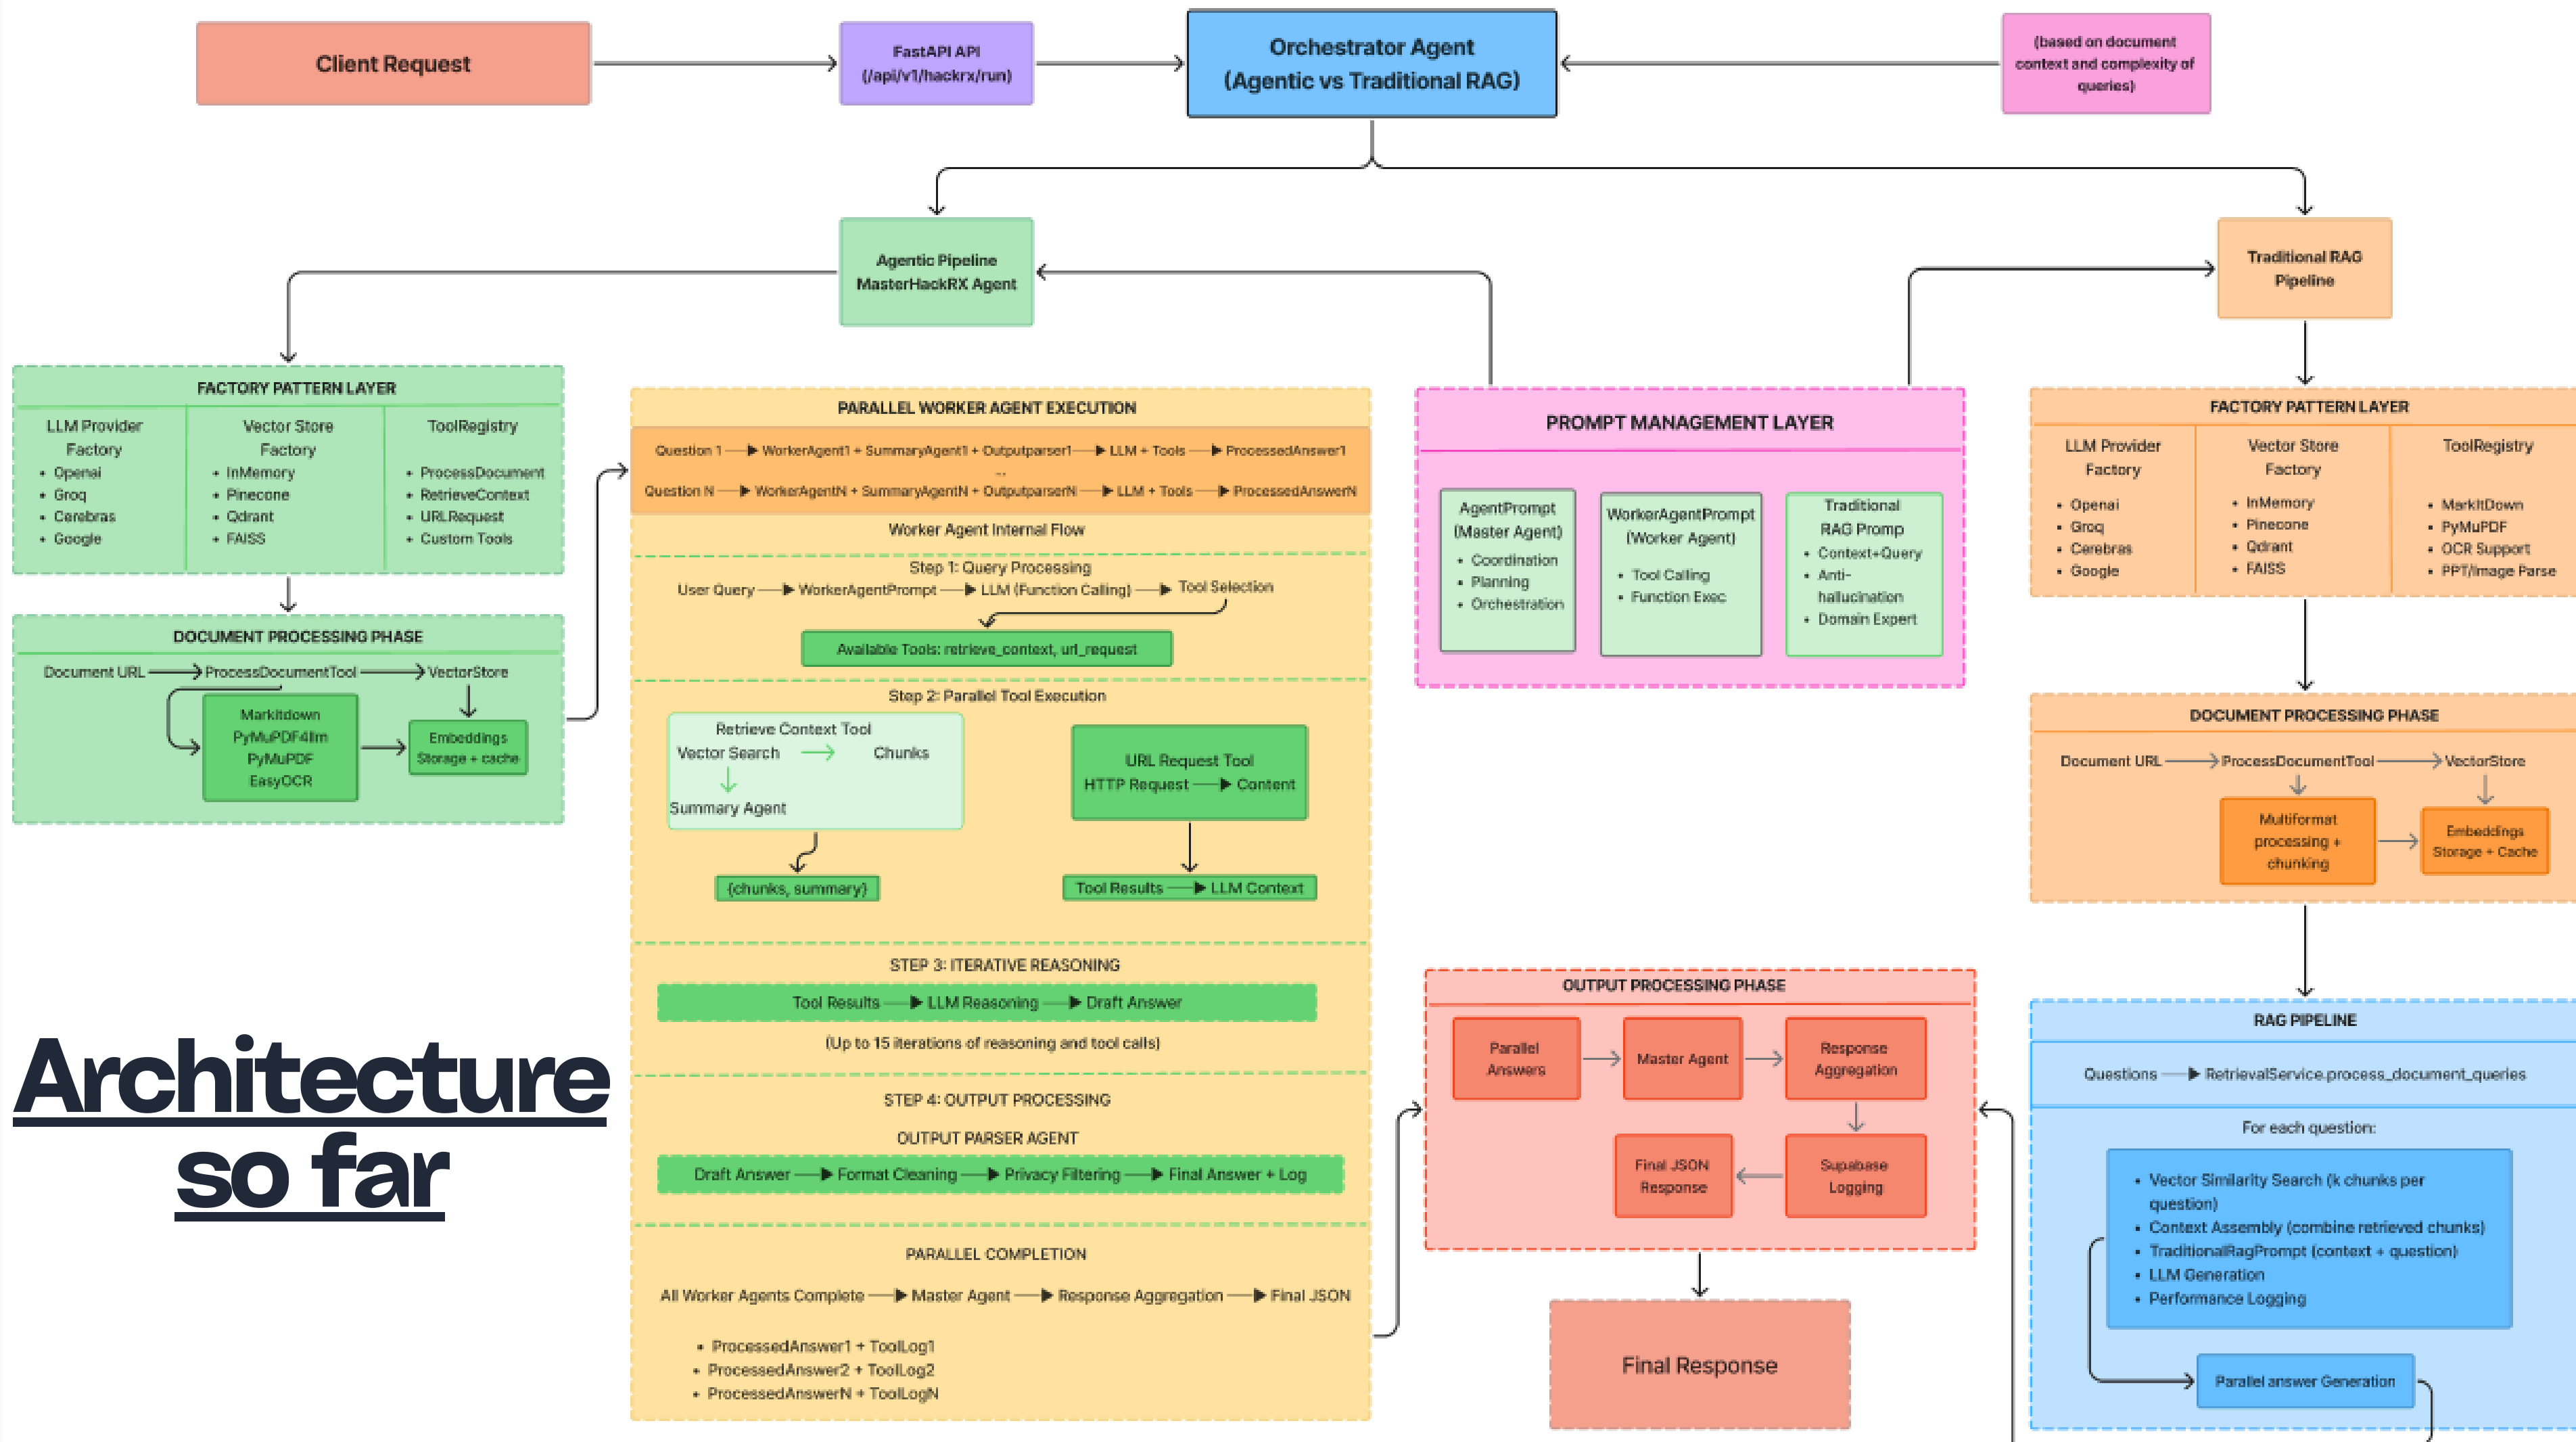 Client Request
FastAPI API
(/api/v1/hackrx/run)
Orchestrator Agent
(Agentic vs Traditional RAG)
(based on document
context and complexity of
queries)
Agentic Pipeline
MasterHackRX Agent
Traditional RAG
Pipeline
FACTORY PATTERN LAYER
LLM Provider
Factory
• Openai
• Groq
• Cerebras
• Google
Vector Store
Factory
• InMemory
• Pinecone
• Qdrant
• FAISS
ToolRegistry
• ProcessDocument
• RetrieveContext
• URLRequest
• Custom Tools
DOCUMENT PROCESSING PHASE
Document URL
ProcessDocumentTool
VectorStore
Markitdown
PyMuPDF4llm
PyMuPDF
EasyOCR
Embeddings
Storage + cache
Architecture
so far
PARALLEL WORKER AGENT EXECUTION
Question 1 WorkerAgent1 + SummaryAgent1 + Outputparser1 LLM + Tools ProcessedAnswer1
...
Question N WorkerAgentN + SummaryAgentN + OutputparserN LLM + Tools ProcessedAnswerN
Worker Agent Internal Flow
Step 1: Query Processing
User Query WorkerAgentPrompt LLM (Function Calling) Tool Selection
Available Tools: retrieve_context, url_request
Step 2: Parallel Tool Execution
Retrieve Context Tool
Vector Search Chunks
Summary Agent
{chunks, summary}
URL Request Tool
HTTP Request Content
Tool Results LLM Context
STEP 3: ITERATIVE REASONING
Tool Results LLM Reasoning Draft Answer
(Up to 15 iterations of reasoning and tool calls)
STEP 4: OUTPUT PROCESSING
OUTPUT PARSER AGENT
Draft Answer Format Cleaning Privacy Filtering Final Answer + Log
PARALLEL COMPLETION
All Worker Agents Complete Master Agent Response Aggregation Final JSON
• ProcessedAnswer1 + ToolLog1
• ProcessedAnswer2 + ToolLog2
• ProcessedAnswerN + ToolLogN
PROMPT MANAGEMENT LAYER
AgentPrompt
(Master Agent)
• Coordination
• Planning
• Orchestration
WorkerAgentPrompt
(Worker Agent)
• Tool Calling
• Function Exec
Traditional
RAG Promp
• Context+Query
• Anti-
hallucination
• Domain Expert
OUTPUT PROCESSING PHASE
Parallel
Answers
Master Agent
Response
Aggregation
Final JSON
Response
Supabase
Logging
Final Response
FACTORY PATTERN LAYER
LLM Provider
Factory
• Openai
• Groq
• Cerebras
• Google
Vector Store
Factory
• InMemory
• Pinecone
• Qdrant
• FAISS
ToolRegistry
• MarkItDown
• PyMuPDF
• OCR Support
• PPT/Image Parse
DOCUMENT PROCESSING PHASE
Document URL
ProcessDocumentTool
VectorStore
Multiformat
processing +
chunking
Embeddings
Storage + Cache
RAG PIPELINE
Questions RetrievalService.process_document_queries
For each question:
• Vector Similarity Search (k chunks per
question)
• Context Assembly (combine retrieved chunks)
• TraditionalRagPrompt (context + question)
• LLM Generation
• Performance Logging
Parallel answer Generation